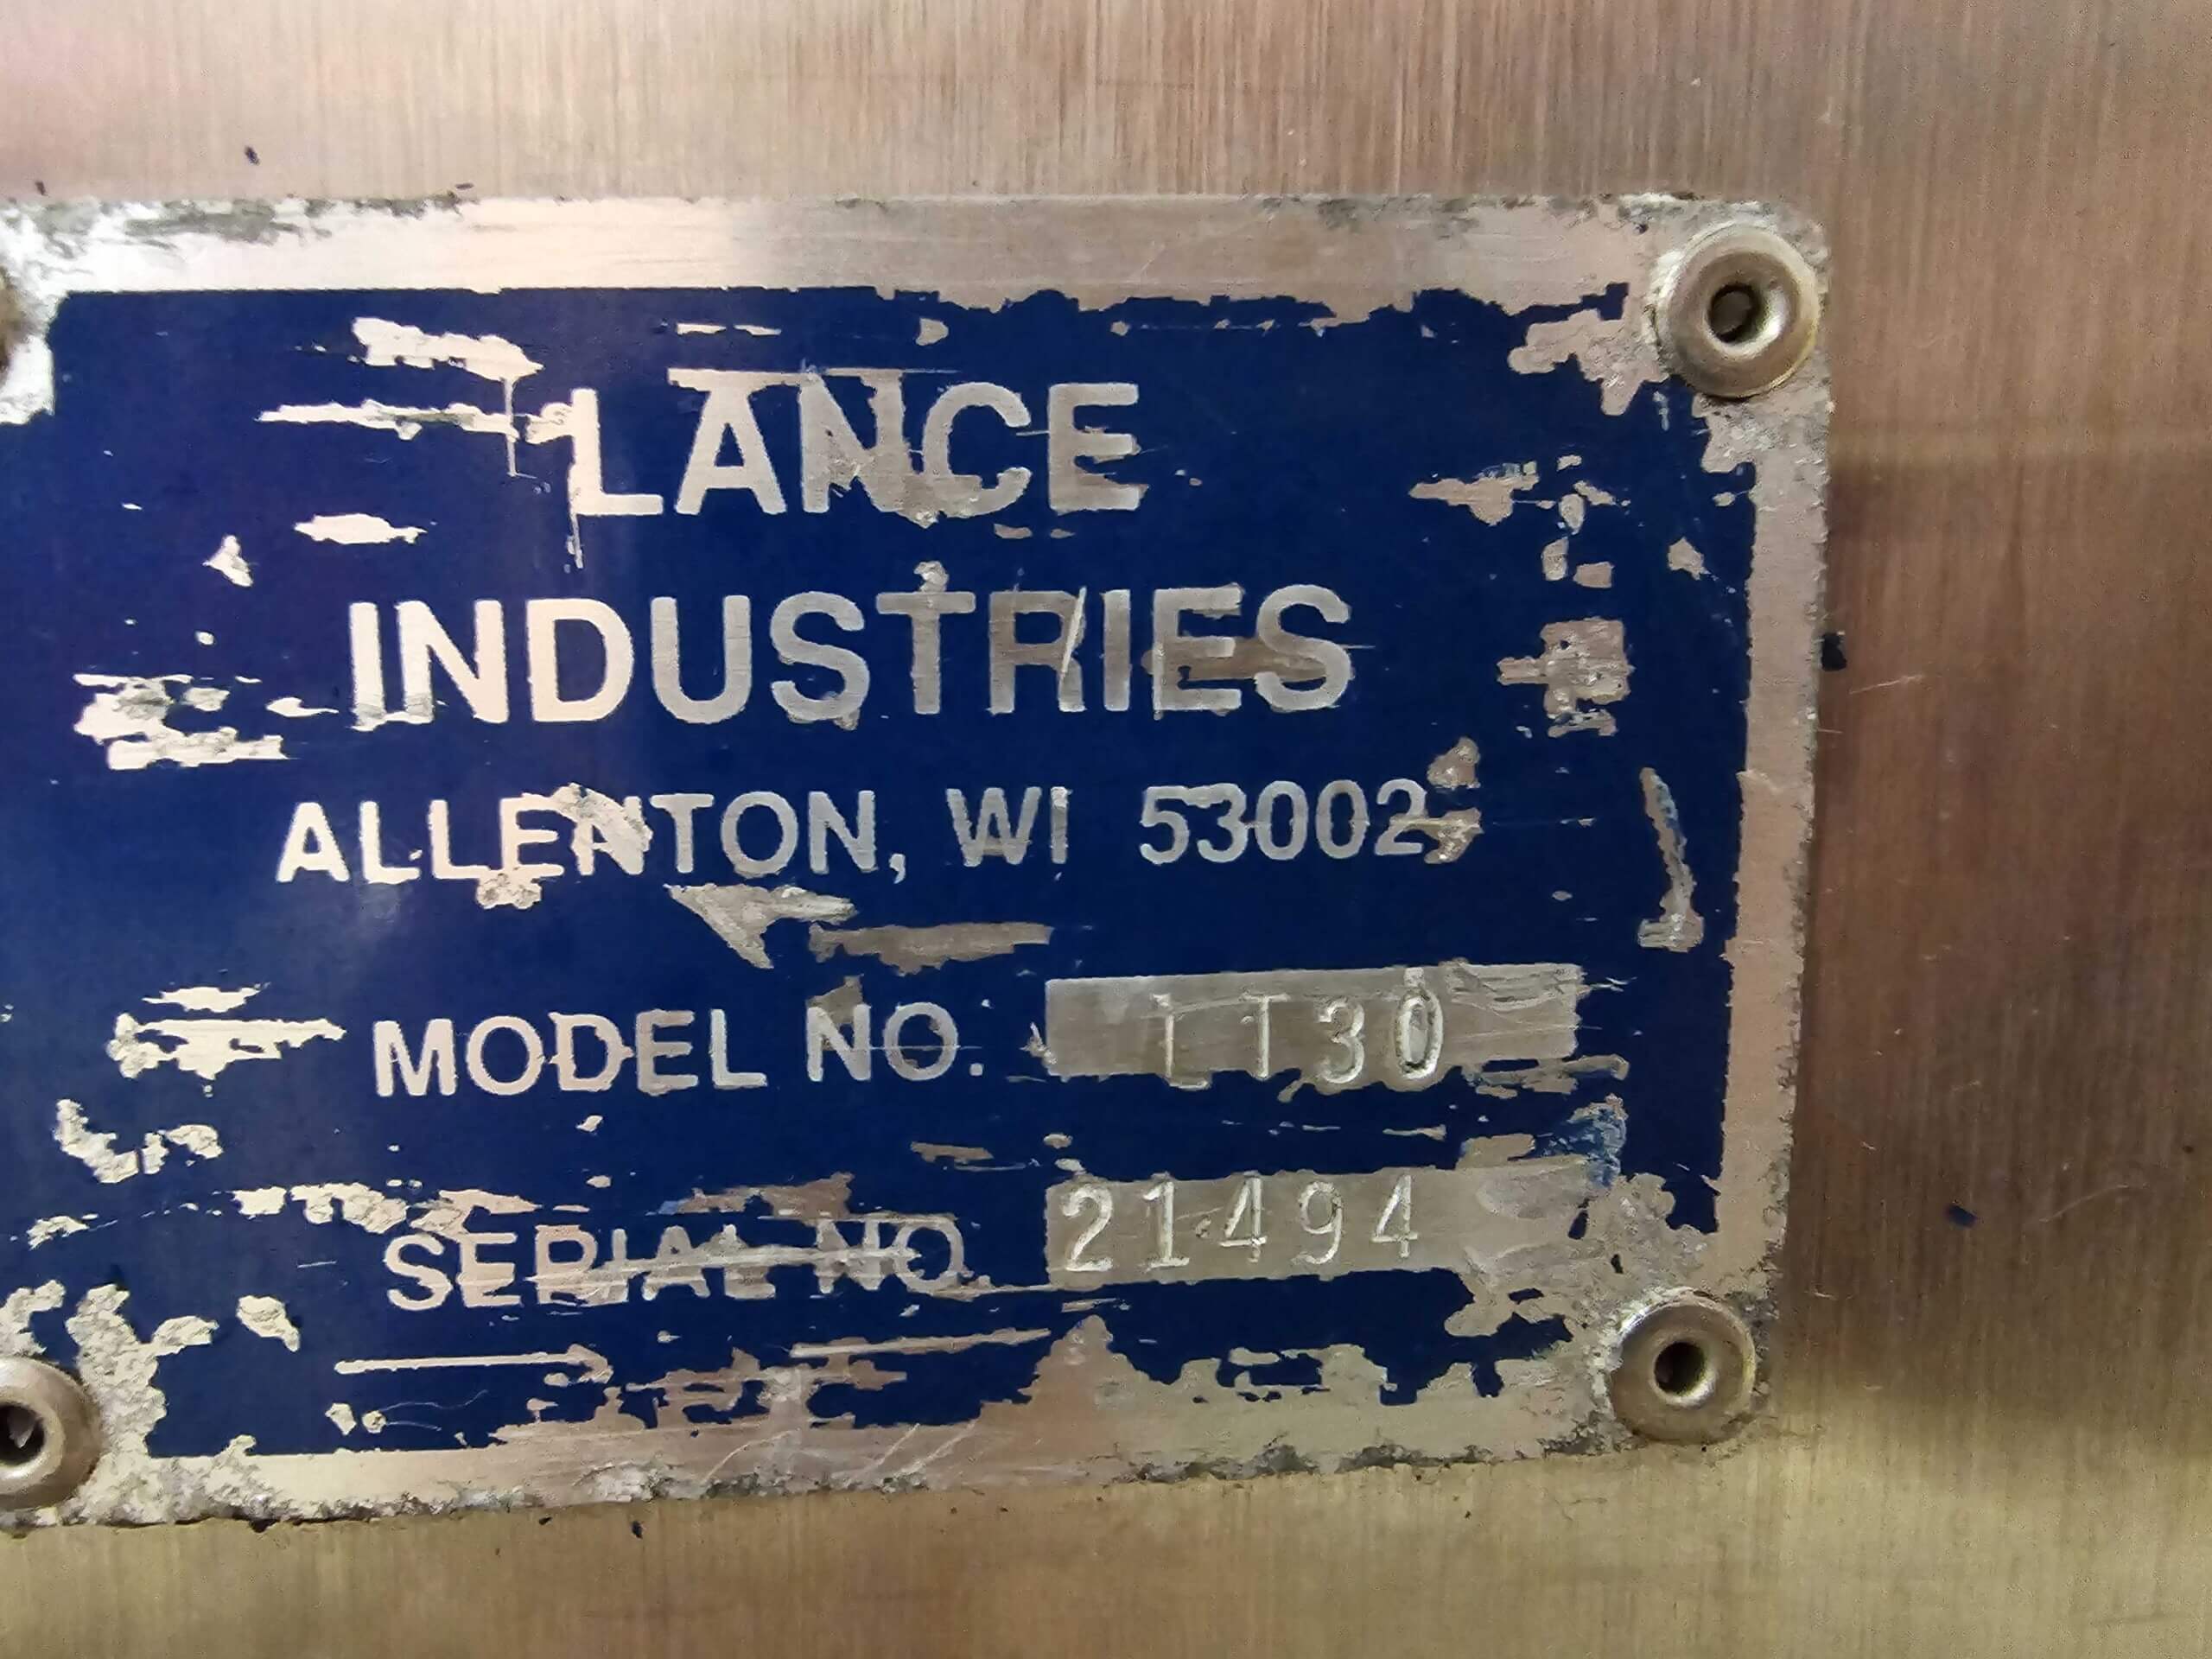 LANCE
INDUSTRIES
ALLENTON, WI 53002
MODEL NO. LT30
SERIAL NO. 21494